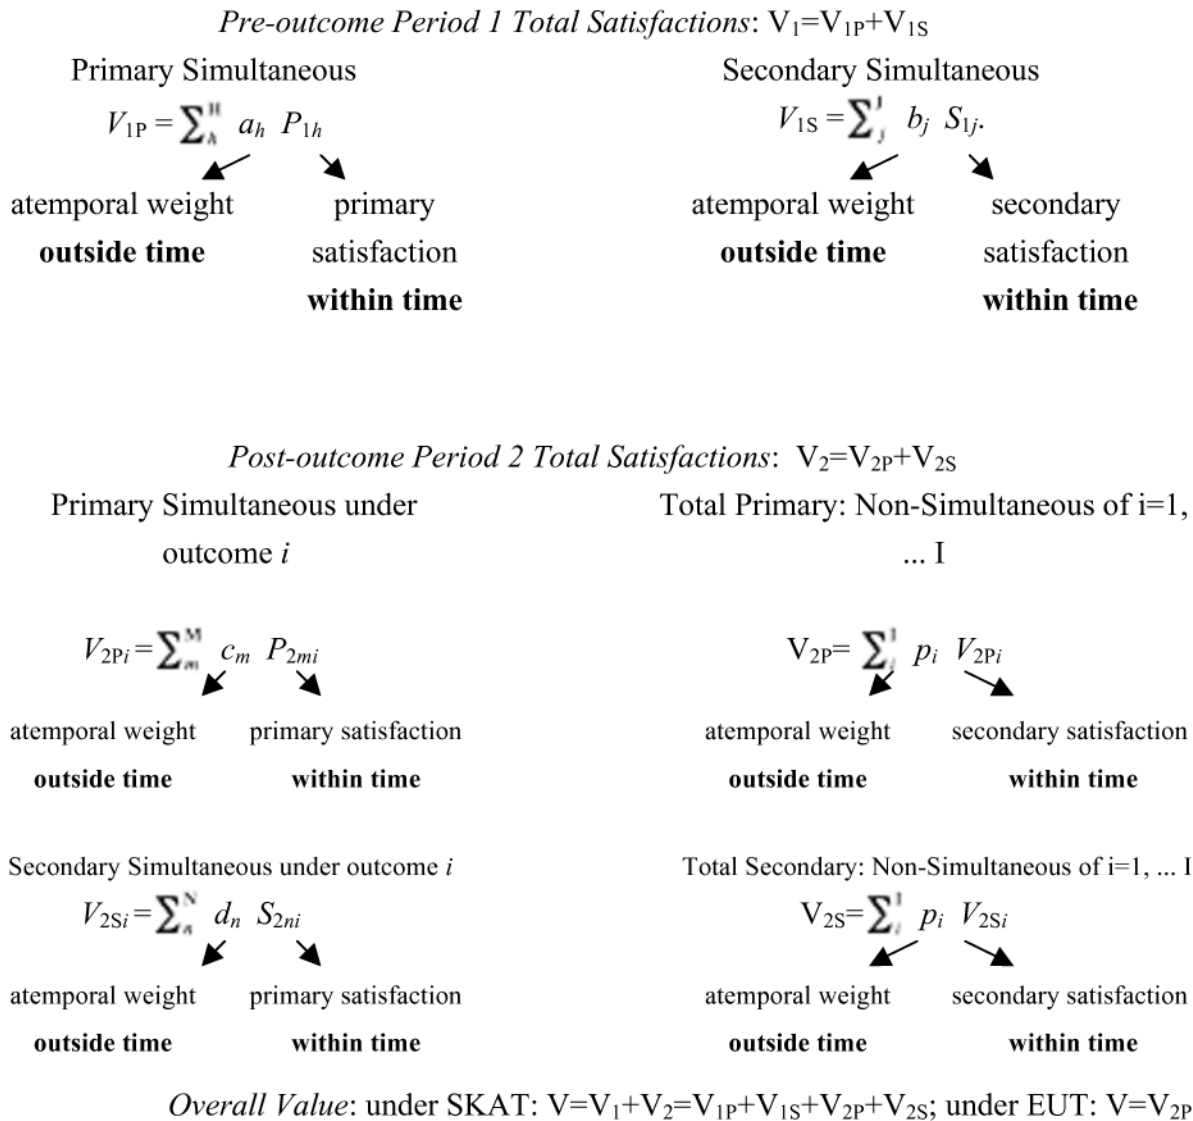 Pre-outcome Period 1 Total Satisfactions: V1=V1P+V1S
Primary Simultaneous
Secondary Simultaneous
V1P = ∑h^H ah P1h
V1S = ∑j^J bj S1j.
atemporal weight
primary
atemporal weight
secondary
outside time
satisfaction
outside time
satisfaction
within time
within time
Post-outcome Period 2 Total Satisfactions: V2=V2P+V2S
Primary Simultaneous under
Total Primary: Non-Simultaneous of i=1,
outcome i
... I
V2Pi = ∑m^M cm P2mi
V2P= ∑i^I pi V2Pi
atemporal weight
primary satisfaction
atemporal weight
secondary satisfaction
outside time
within time
outside time
within time
Secondary Simultaneous under outcome i
Total Secondary: Non-Simultaneous of i=1, ... I
V2Si = ∑n^N dn S2ni
V2S= ∑i^I pi V2Si
atemporal weight
primary satisfaction
atemporal weight
secondary satisfaction
outside time
within time
outside time
within time
Overall Value: under SKAT: V=V1+V2=V1P+V1S+V2P+V2S; under EUT: V=V2P